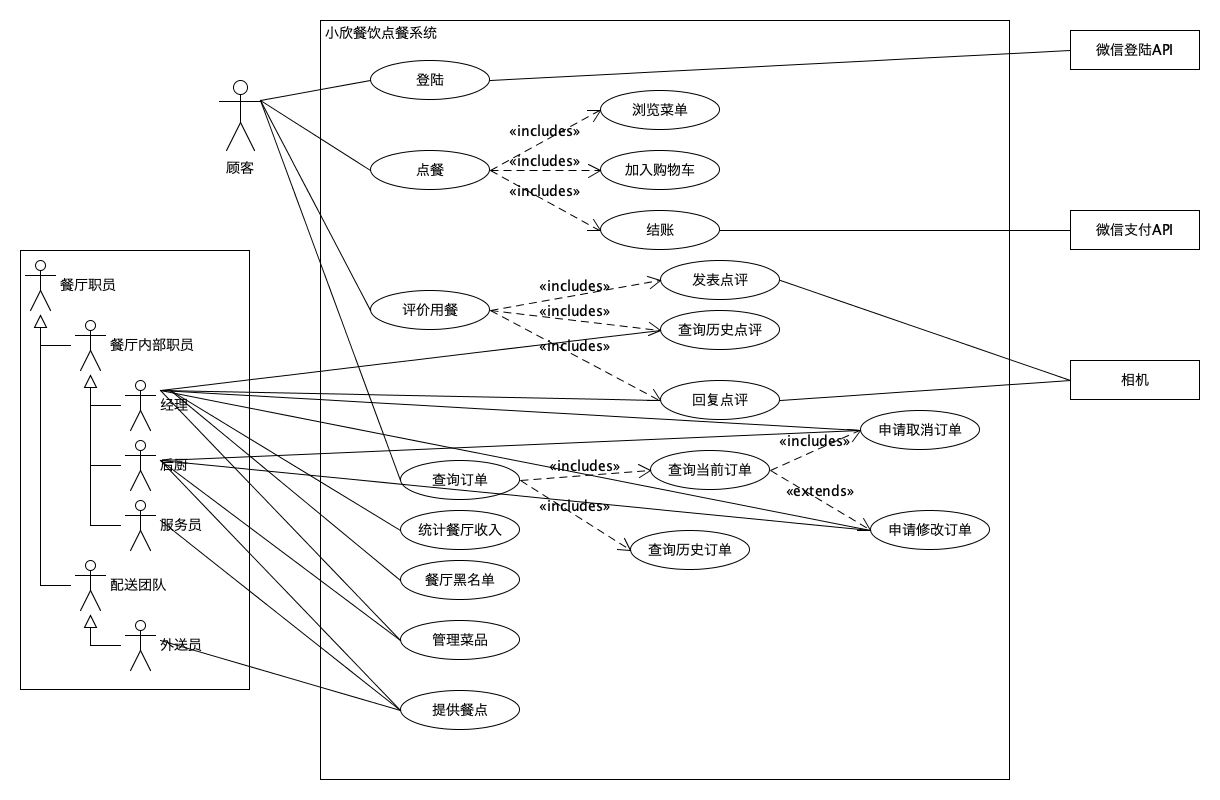 小欣餐饮点餐系统
微信登陆API
登陆
浏览菜单
«includes»
顾客
点餐
«includes»
加入购物车
«includes»
结账
微信支付API
餐厅职员
发表点评
«includes»
评价用餐
«includes»
查询历史点评
餐厅内部职员
«includes»
相机
经理
回复点评
申请取消订单
«includes»
后厨
查询订单
«includes»
查询当前订单
«extends»
«includes»
服务员
统计餐厅收入
申请修改订单
查询历史订单
餐厅黑名单
配送团队
管理菜品
外送员
提供餐点